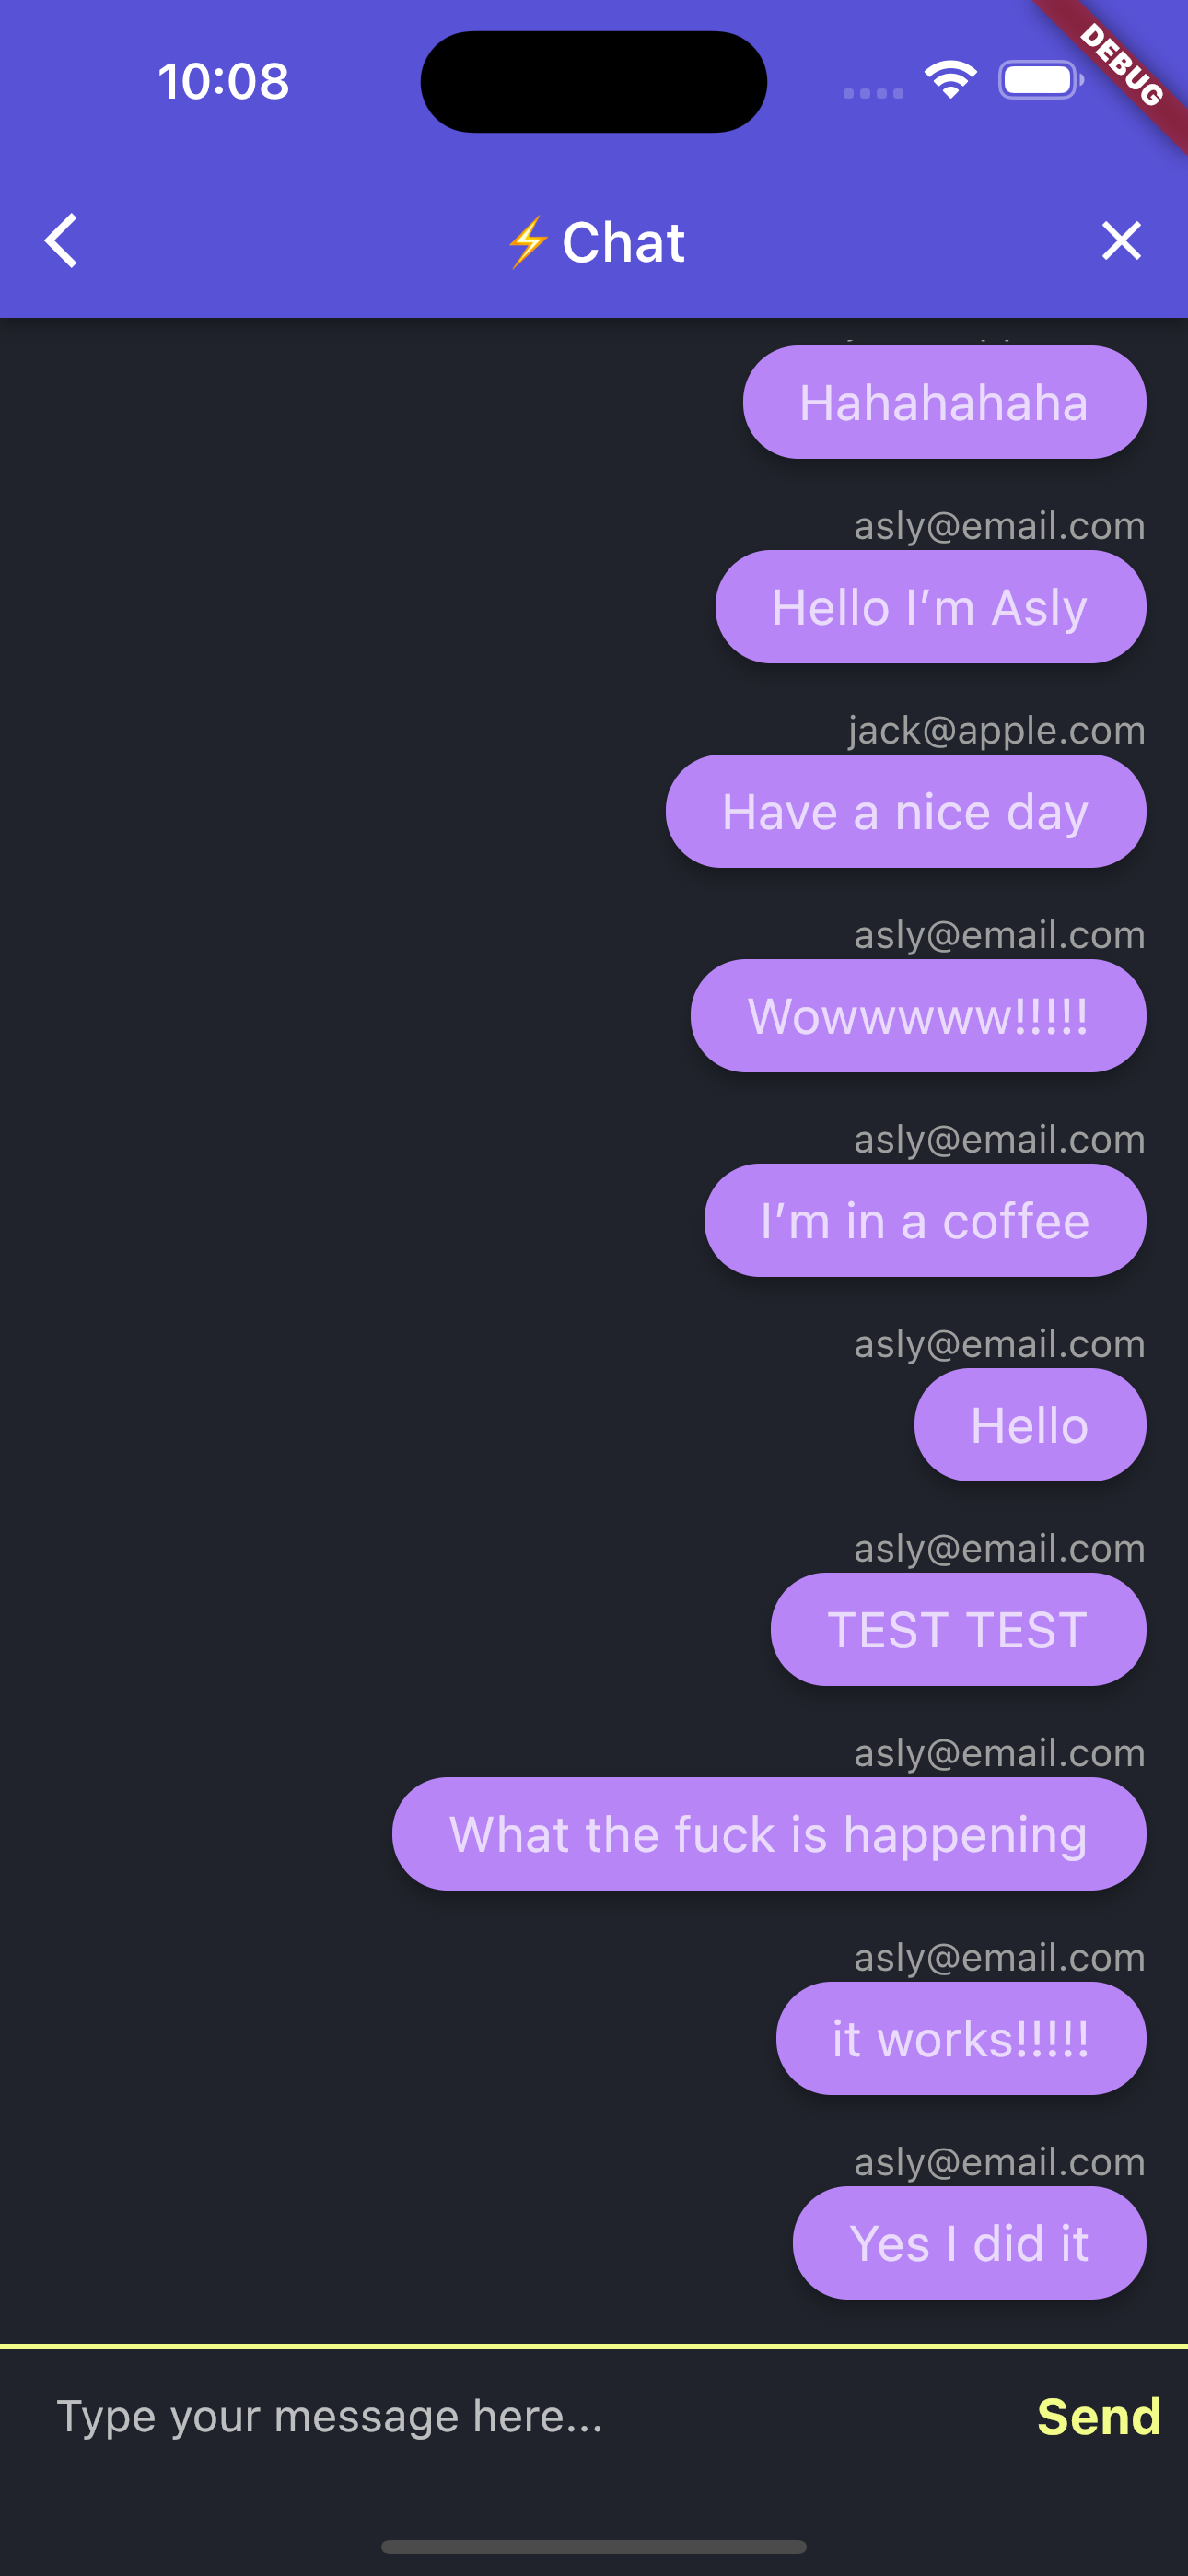 10:08
DEBUG
⚡Chat
Hahahahaha
asly@email.com
Hello I’m Asly
jack@apple.com
Have a nice day
asly@email.com
Wowwwww!!!!!
asly@email.com
I’m in a coffee
asly@email.com
Hello
asly@email.com
TEST TEST
asly@email.com
What the fuck is happening
asly@email.com
it works!!!!!
asly@email.com
Yes I did it
Type your message here...
Send